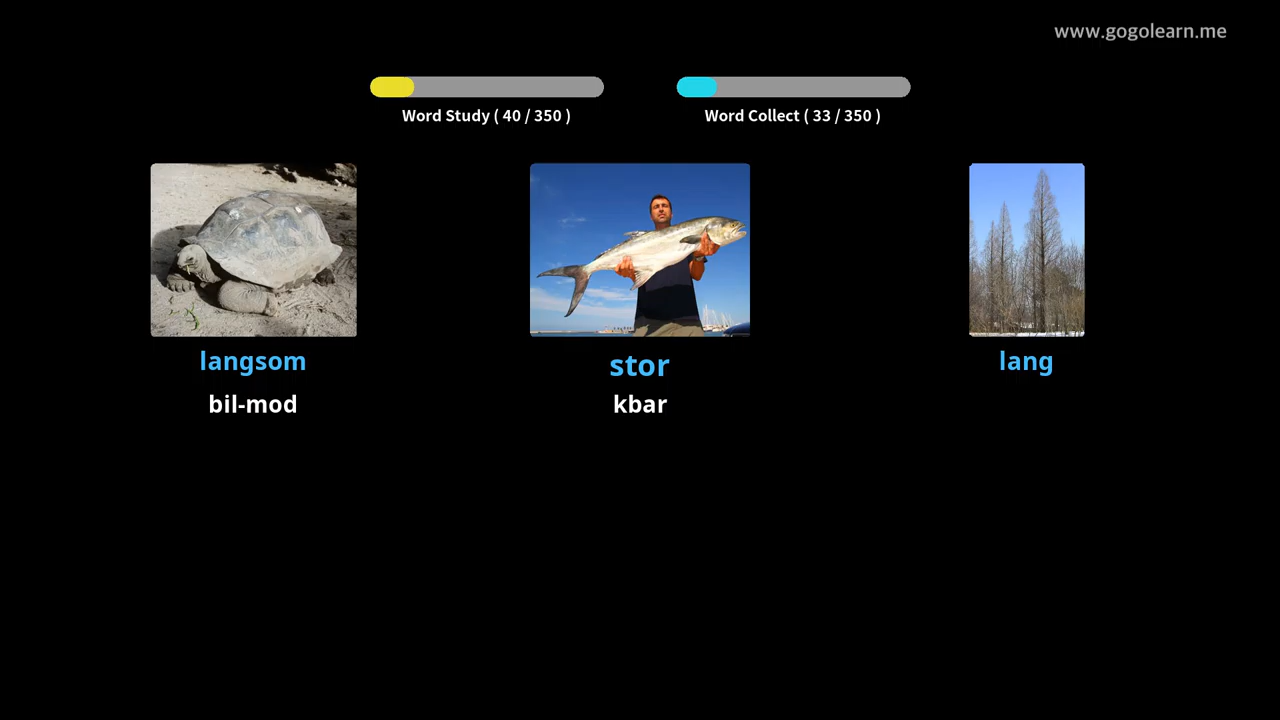 www.gogolearn.me
Word Study ( 40 / 350 )
Word Collect ( 33 / 350 )
langsom
stor
lang
bil-mod
kbar